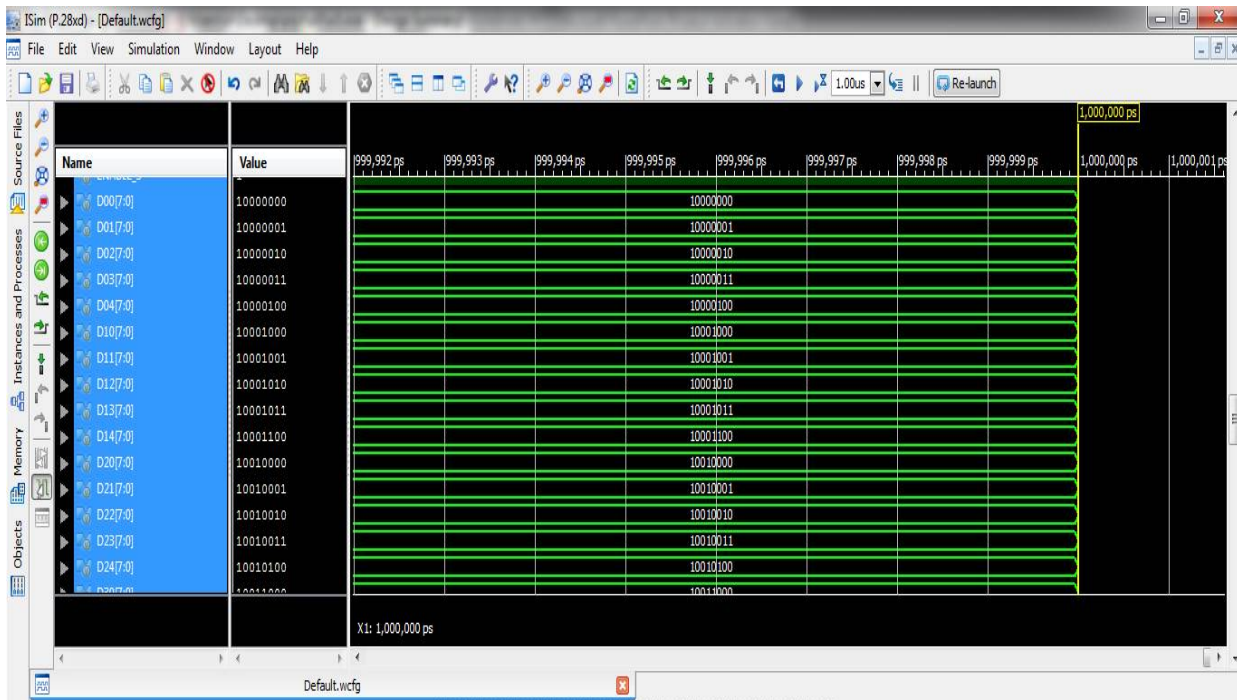 ISim (P.28xd) - [Default.wcfg]
File Edit View Simulation Window Layout Help
1.00us Re-launch
1,000,000 ps
Name Value 999,992 ps 999,993 ps 999,994 ps 999,995 ps 999,996 ps 999,997 ps 999,998 ps 999,999 ps 1,000,000 ps 1,000,001 ps
D00[7:0] 10000000 10000000
D01[7:0] 10000001 10000001
D02[7:0] 10000010 10000010
D03[7:0] 10000011 10000011
D04[7:0] 10000100 10000100
D10[7:0] 10001000 10001000
D11[7:0] 10001001 10001001
D12[7:0] 10001010 10001010
D13[7:0] 10001011 10001011
D14[7:0] 10001100 10001100
D20[7:0] 10010000 10010000
D21[7:0] 10010001 10010001
D22[7:0] 10010010 10010010
D23[7:0] 10010011 10010011
D24[7:0] 10010100 10010100
D30[7:0] 10011000 10011000
X1: 1,000,000 ps
Default.wcfg
Source Files
Instances and Processes
Memory
Objects